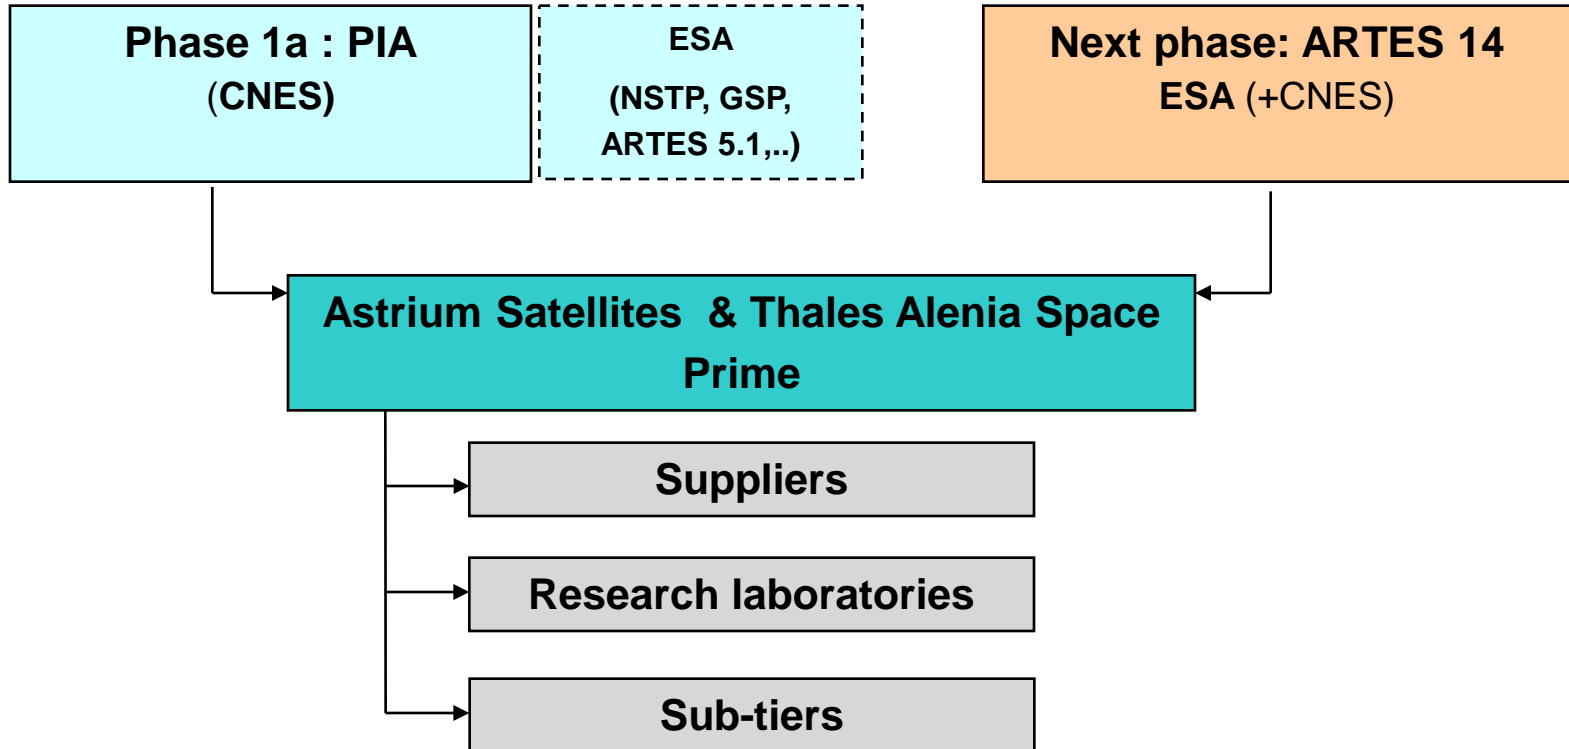 Phase 1a : PIA
(CNES)
ESA
(NSTP, GSP,
ARTES 5.1,..)
Next phase: ARTES 14
ESA (+CNES)
Astrium Satellites & Thales Alenia Space
Prime
Suppliers
Research laboratories
Sub-tiers